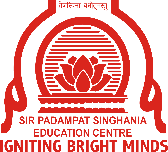 SIR PADAMPAT SINGHANIA
EDUCATION CENTRE
IGNITING BRIGHT MINDS